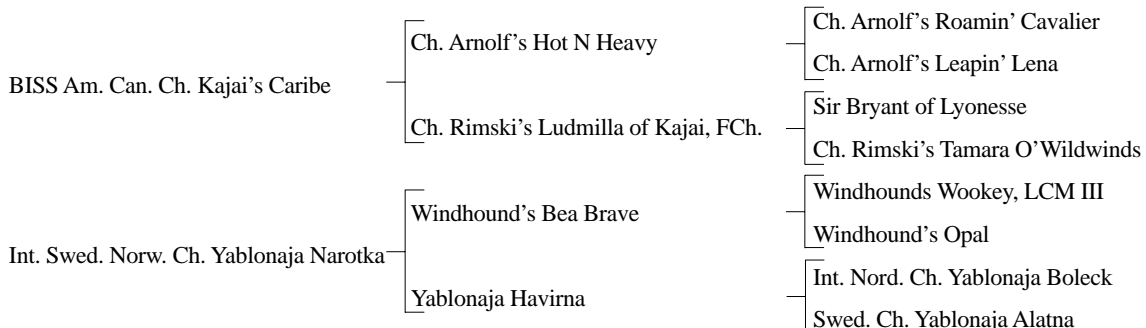 Ch. Arnolf’s Roamin’ Cavalier
Ch. Arnolf’s Hot N Heavy
Ch. Arnolf’s Leapin’ Lena
BISS Am. Can. Ch. Kajai’s Caribe
Sir Bryant of Lyonesse
Ch. Rimski’s Ludmilla of Kajai, FCh.
Ch. Rimski’s Tamara O’Wildwinds
Windhounds Wookey, LCM III
Windhound’s Bea Brave
Windhound’s Opal
Int. Swed. Norw. Ch. Yablonaja Narotka
Int. Nord. Ch. Yablonaja Boleck
Yablonaja Havirna
Swed. Ch. Yablonaja Alatna